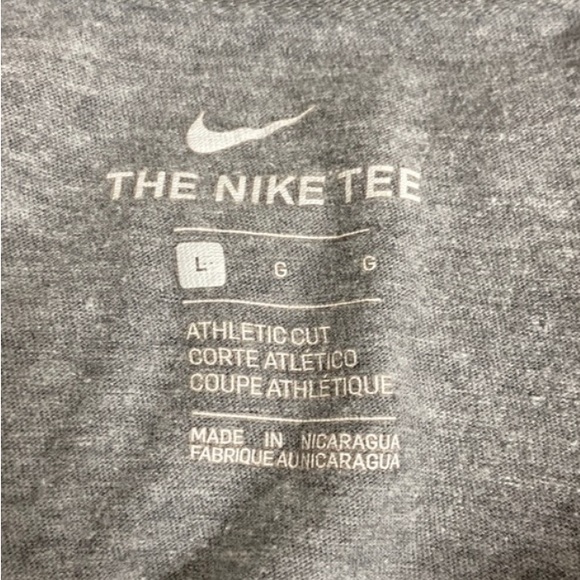 THE NIKE TEE
L G G
ATHLETIC CUT
CORTE ATLÉTICO
COUPE ATHLÉTIQUE
MADE IN NICARAGUA
FABRIQUE AU NICARAGUA